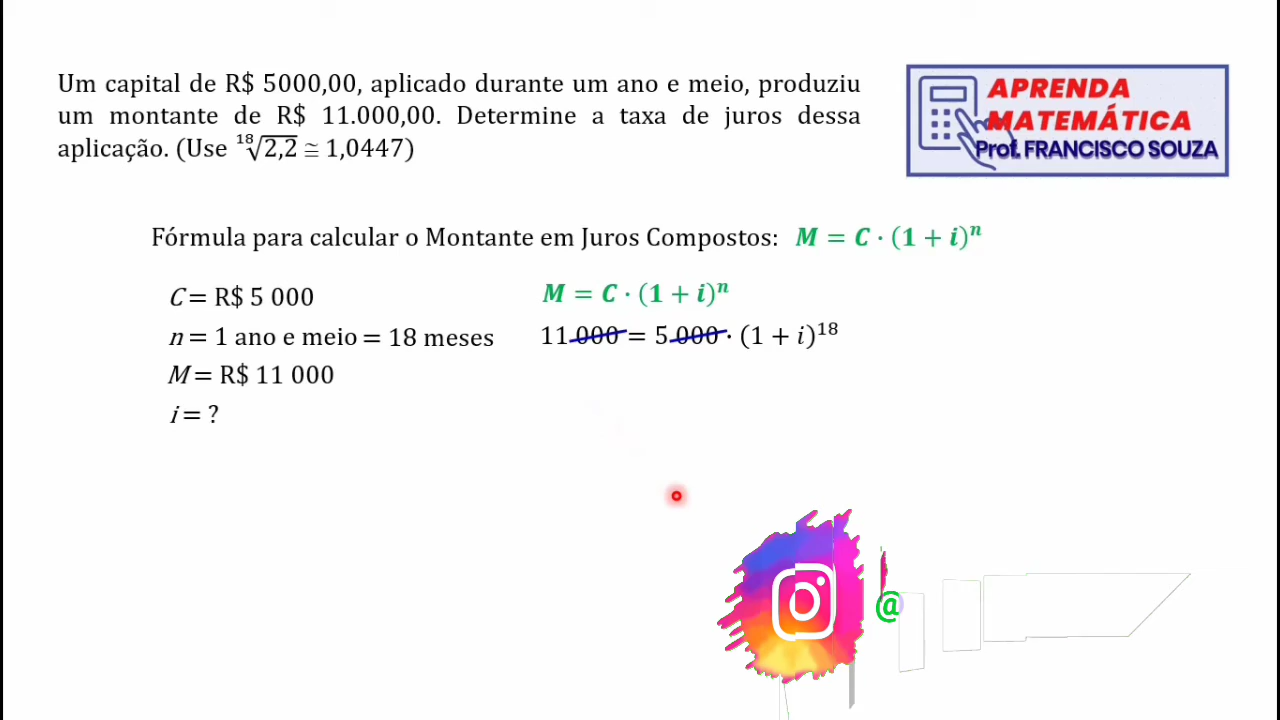 Um capital de R$ 5000,00, aplicado durante um ano e meio, produziu
um montante de R$ 11.000,00. Determine a taxa de juros dessa
aplicação. (Use ¹⁸√2,2 ≅ 1,0447)
APRENDA
MATEMÁTICA
Prof. FRANCISCO SOUZA
Fórmula para calcular o Montante em Juros Compostos: M = C · (1 + i)ⁿ
C = R$ 5 000
n = 1 ano e meio = 18 meses
M = R$ 11 000
i = ?
M = C · (1 + i)ⁿ
11.000 = 5.000 · (1 + i)¹⁸
@